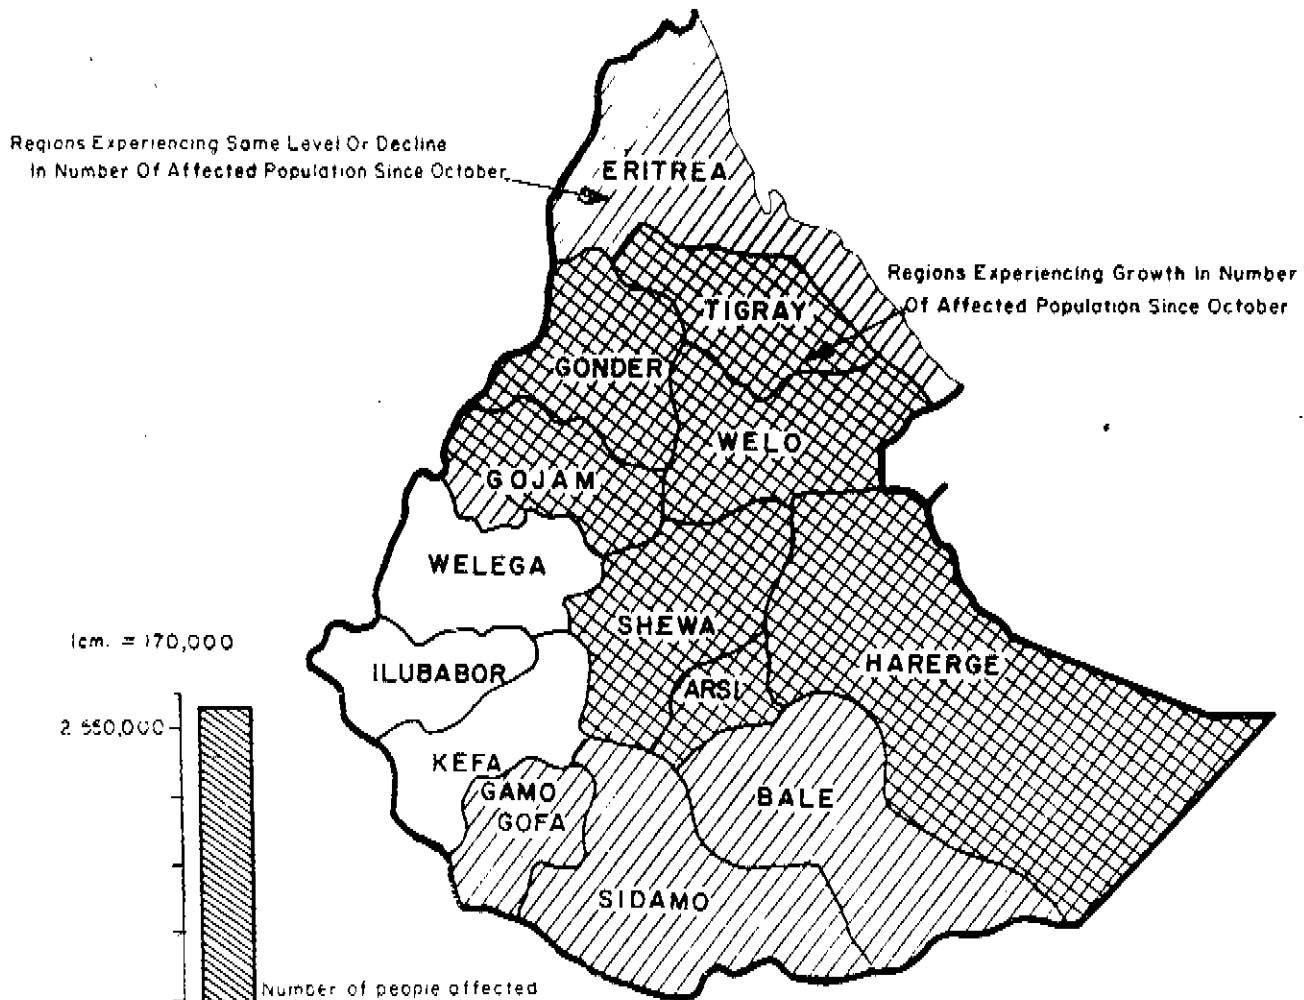 Regions Experiencing Same Level Or Decline
In Number Of Affected Population Since October
ERITREA
Regions Experiencing Growth In Number
Of Affected Population Since October
TIGRAY
GONDER
WELO
GOJAM
WELEGA
SHEWA
1cm. = 170,000
ILUBABOR
ARSI
HARERGE
2 550,000
KEFA
GAMO
GOFA
BALE
SIDAMO
Number of people affected